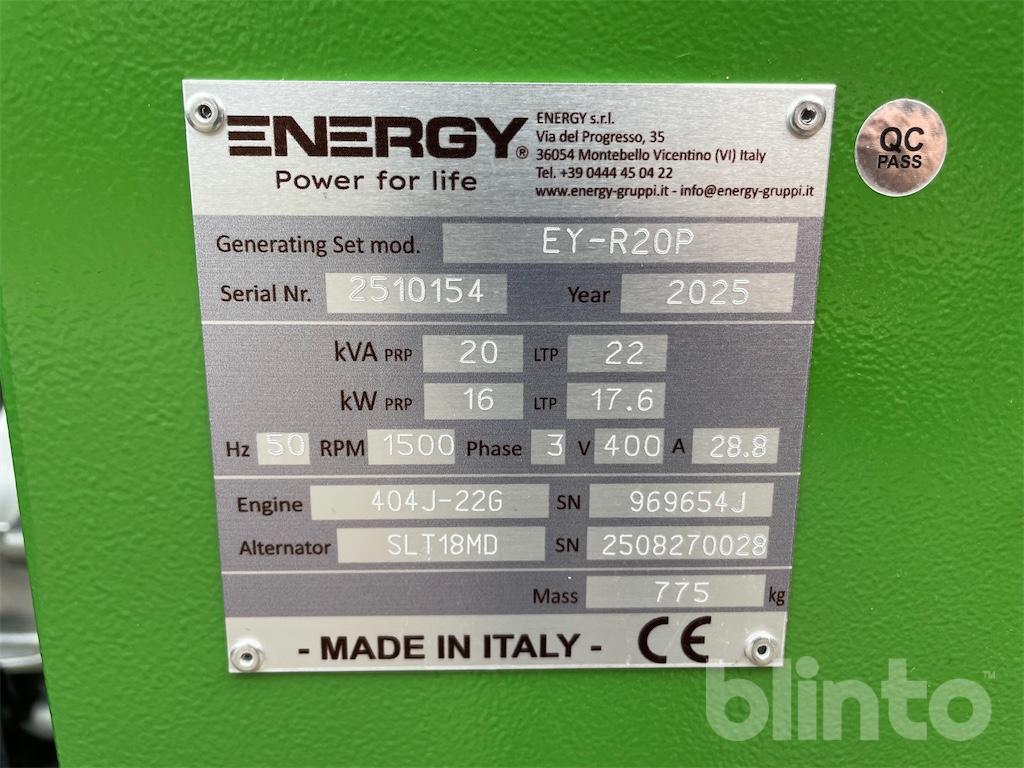 ENERGY®
Power for life
ENERGY s.r.l.
Via del Progresso, 35
36054 Montebello Vicentino (VI) Italy
Tel. +39 0444 45 04 22
www.energy-gruppi.it - info@energy-gruppi.it
QC
PASS
Generating Set mod. EY-R20P
Serial Nr. 2510154 Year 2025
kVA PRP 20 LTP 22
kW PRP 16 LTP 17.6
Hz 50 RPM 1500 Phase 3 V 400 A 28.8
Engine 404J-22G SN 969654J
Alternator SLT18MD SN 2508270028
Mass 775 kg
- MADE IN ITALY - CE
blinto™